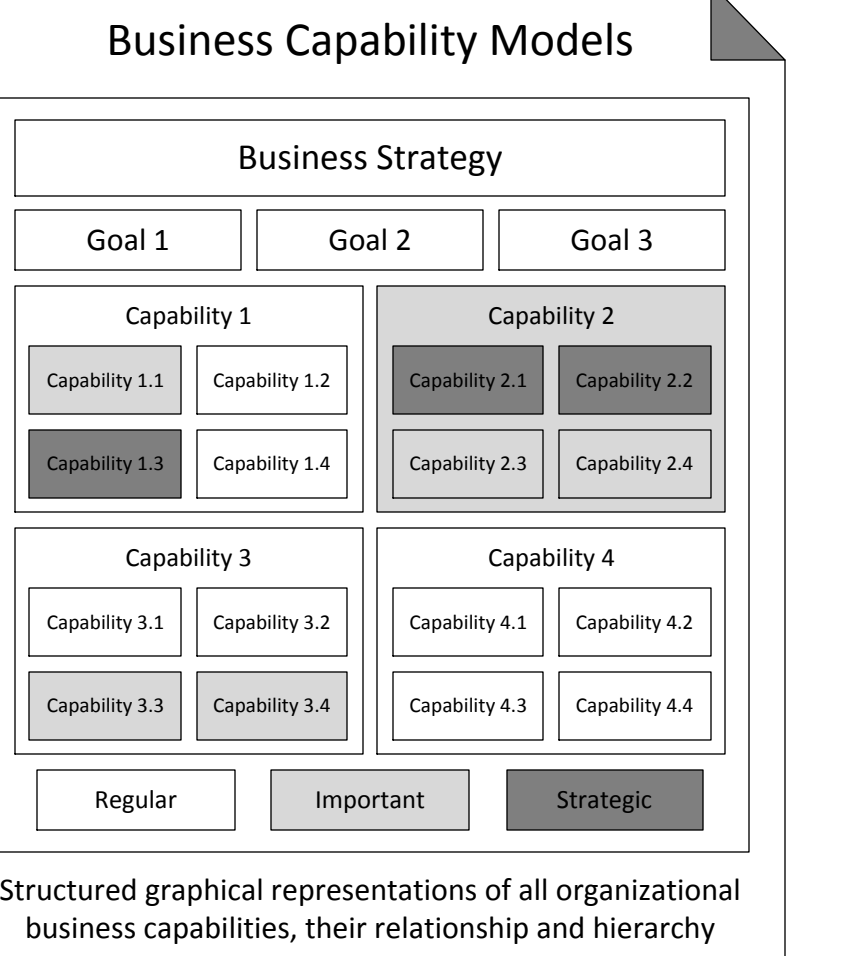 Business Capability Models
Business Strategy
Goal 1
Goal 2
Goal 3
Capability 1
Capability 1.1
Capability 1.2
Capability 1.3
Capability 1.4
Capability 2
Capability 2.1
Capability 2.2
Capability 2.3
Capability 2.4
Capability 3
Capability 3.1
Capability 3.2
Capability 3.3
Capability 3.4
Capability 4
Capability 4.1
Capability 4.2
Capability 4.3
Capability 4.4
Regular
Important
Strategic
Structured graphical representations of all organizational
business capabilities, their relationship and hierarchy